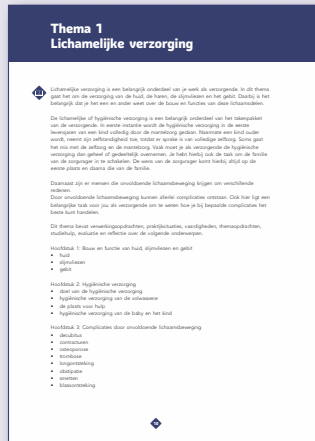 Thema 1
Lichamelijke verzorging
Lichamelijke verzorging is een belangrijk onderdeel van je werk als verzorgende. In dit thema
gaat het om de verzorging van de huid, de haren, de slijmvliezen en het gebit. Daarbij is het
belangrijk dat je het een en ander weet over de bouw en functies van deze lichaamsdelen.
De lichamelijke of hygiënische verzorging is een belangrijk onderdeel van het takenpakket
van de verzorgende. In eerste instantie wordt de hygiënische verzorging in de eerste
levensjaren van een kind volledig door de mantelzorg gedaan. Naarmate een kind ouder
wordt, neemt zijn zelfstandigheid toe, totdat er sprake is van volledige zelfzorg. Soms gaat
het mis met de zelfzorg en de mantelzorg. Vaak moet je als verzorgende de hygiënische
verzorging dan geheel of gedeeltelijk overnemen. Je hebt hierbij ook de taak om de familie
van de zorgvrager in te schakelen. De wens van de zorgvrager komt hierbij altijd op de
eerste plaats en daarna die van de familie.
Daarnaast zijn er mensen die onvoldoende lichaamsbeweging krijgen om verschillende
redenen.
Door onvoldoende lichaamsbeweging kunnen allerlei complicaties ontstaan. Ook hier ligt een
belangrijke taak voor jou als verzorgende om te weten hoe je bij bepaalde complicaties het
beste kunt handelen.
Dit thema bevat verwerkingsopdrachten, praktijksituaties, vaardigheden, themaopdrachten,
studiehulp, evaluatie en reflectie over de volgende onderwerpen.
Hoofdstuk 1: Bouw en functie van huid, slijmvliezen en gebit
• huid
• slijmvliezen
• gebit
Hoofdstuk 2: Hygiënische verzorging
• doel van de hygiënische verzorging
• hygiënische verzorging van de volwassene
• de plaats voor hulp
• hygiënische verzorging van de baby en het kind
Hoofdstuk 3: Complicaties door onvoldoende lichaamsbeweging
• decubitus
• contracturen
• osteoporose
• trombose
• longontsteking
• obstipatie
• smetten
• blaasontsteking